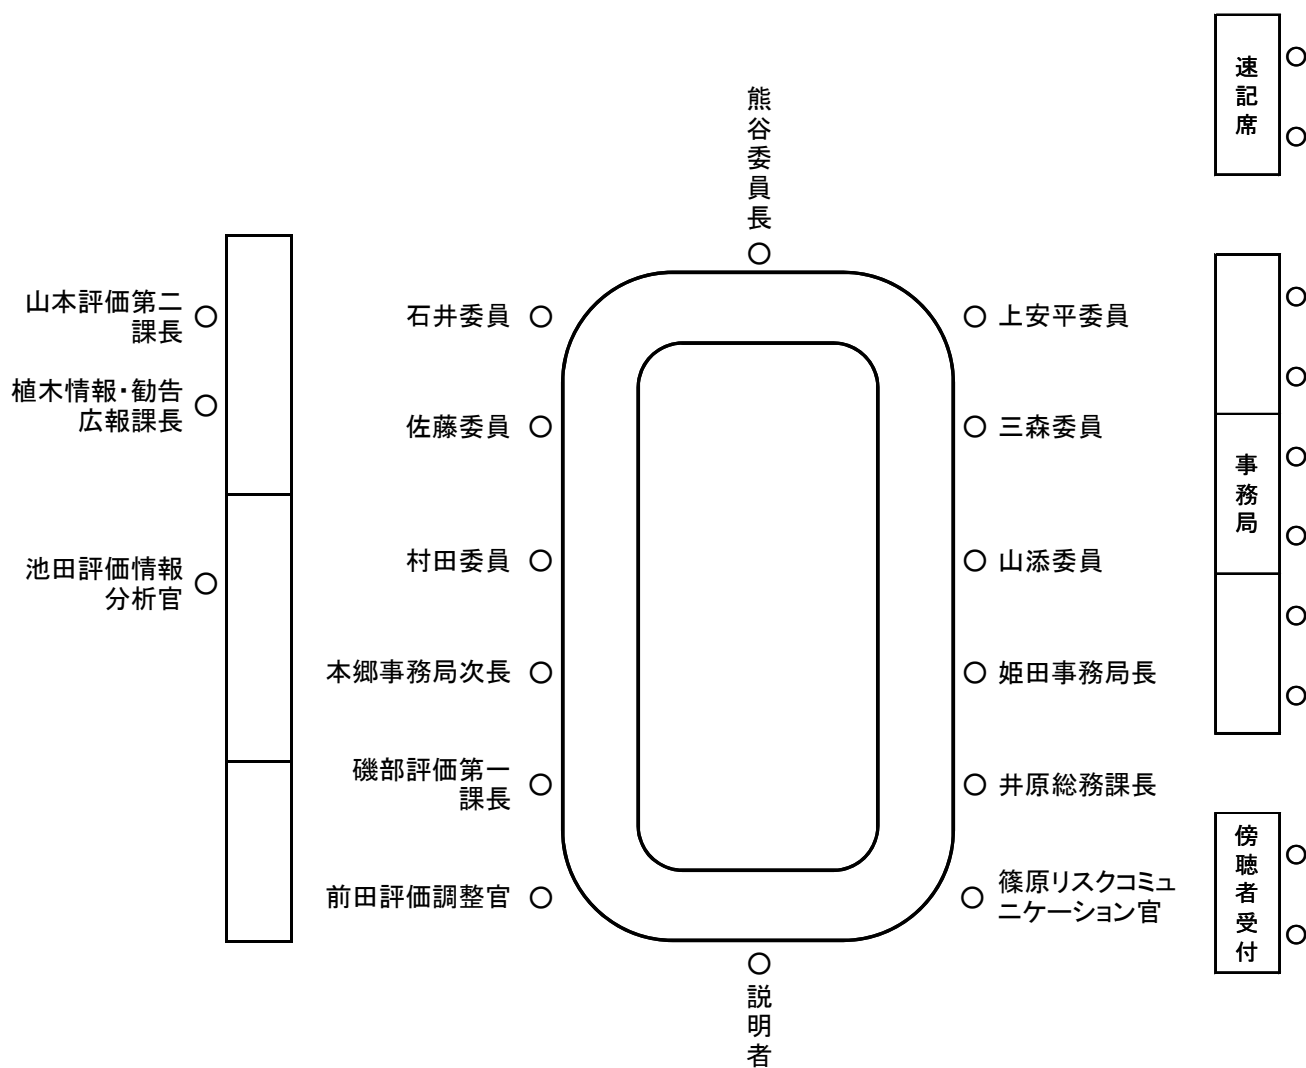 速記席
熊谷委員長
山本評価第二
課長
石井委員
上安平委員
植木情報・勧告
広報課長
佐藤委員
三森委員
事務局
池田評価情報
分析官
村田委員
山添委員
本郷事務局次長
姫田事務局長
磯部評価第一
課長
井原総務課長
前田評価調整官
篠原リスクコミュ
ニケーション官
傍聴者受付
説明者